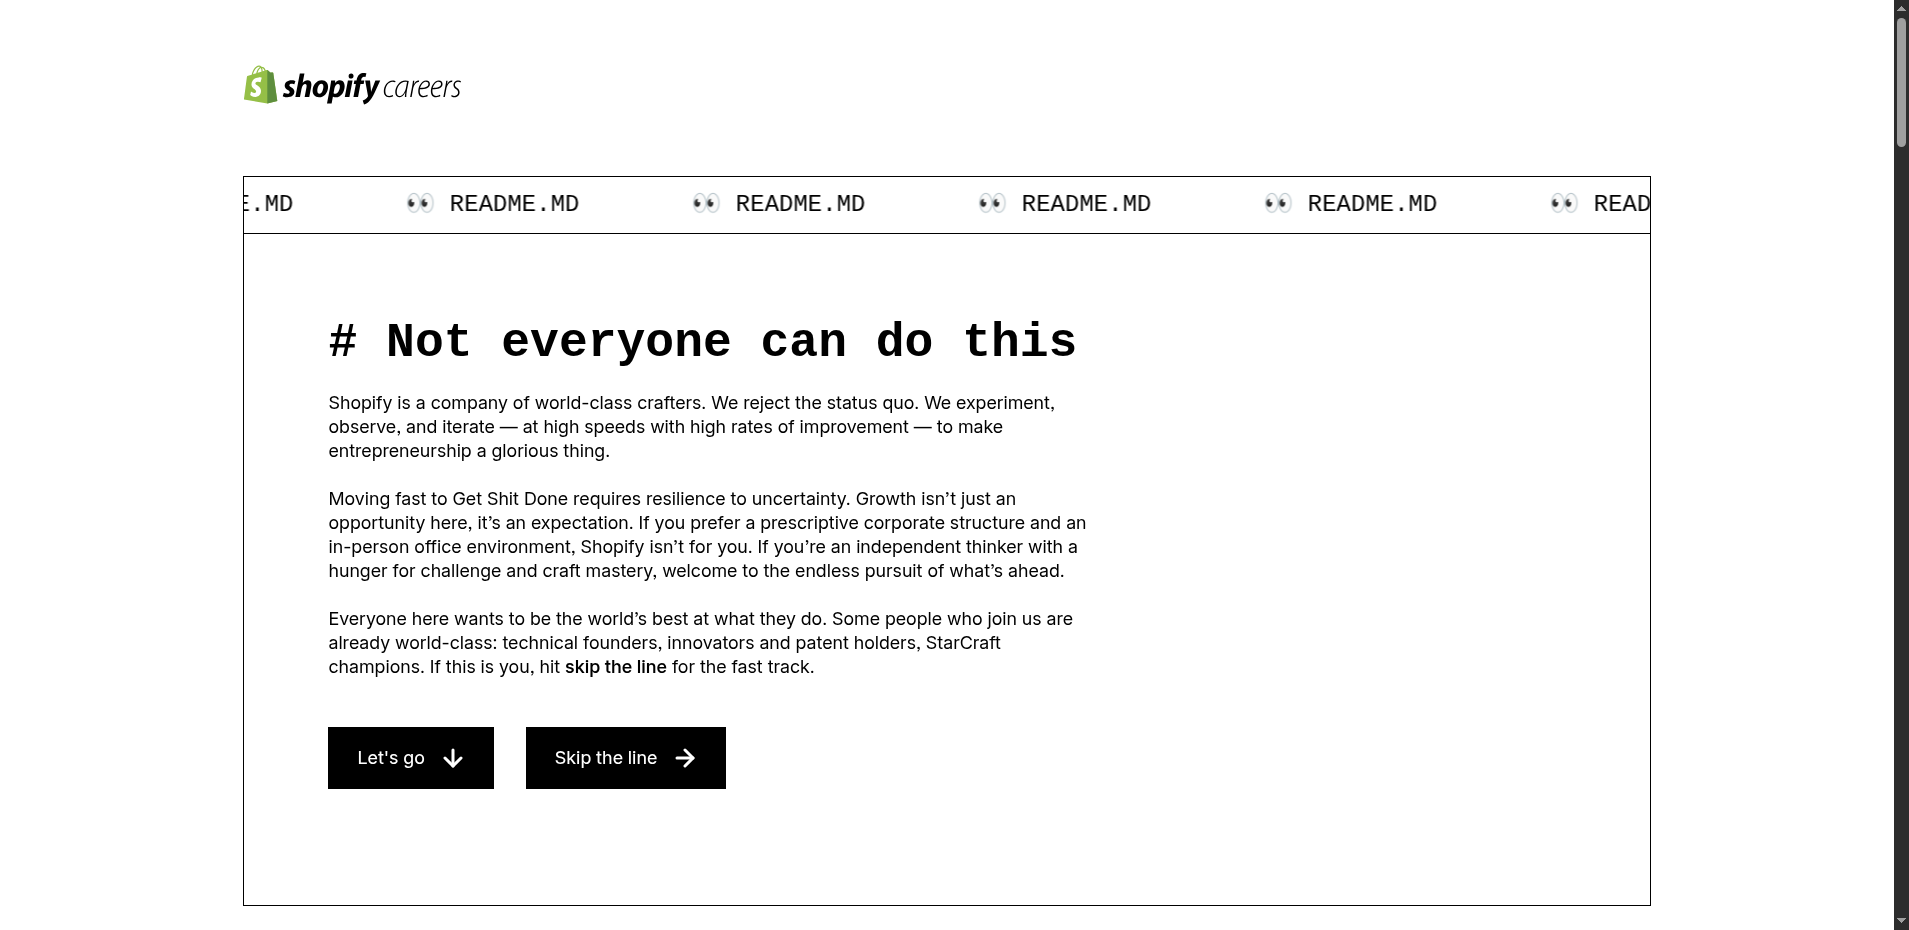 shopify careers
E.MD 👀 README.MD 👀 README.MD 👀 README.MD 👀 README.MD 👀 READ
# Not everyone can do this
Shopify is a company of world-class crafters. We reject the status quo. We experiment,
observe, and iterate — at high speeds with high rates of improvement — to make
entrepreneurship a glorious thing.
Moving fast to Get Shit Done requires resilience to uncertainty. Growth isn’t just an
opportunity here, it’s an expectation. If you prefer a prescriptive corporate structure and an
in-person office environment, Shopify isn’t for you. If you’re an independent thinker with a
hunger for challenge and craft mastery, welcome to the endless pursuit of what’s ahead.
Everyone here wants to be the world’s best at what they do. Some people who join us are
already world-class: technical founders, innovators and patent holders, StarCraft
champions. If this is you, hit skip the line for the fast track.
Let's go
Skip the line